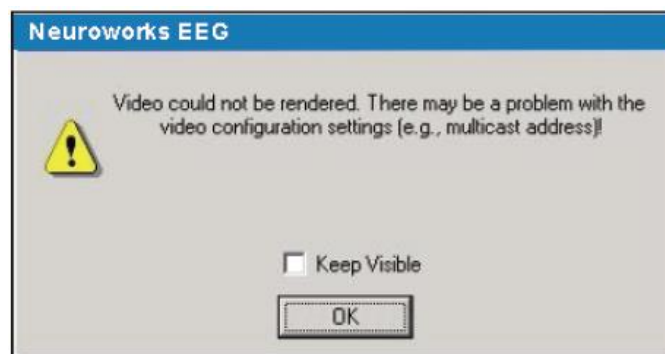 Neuroworks EEG
Video could not be rendered. There may be a problem with the
video configuration settings (e.g., multicast address)!
Keep Visible
OK